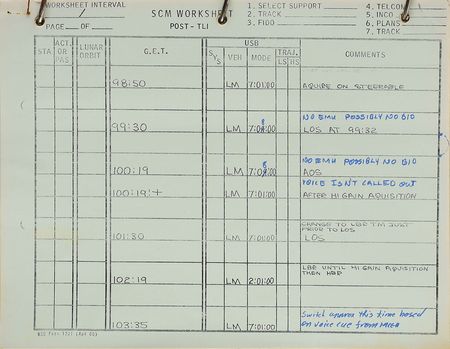 WORKSHEET INTERVAL
SCM WORKSHEET
POST-TLI
PAGE OF
1. SELECT SUPPORT
2. TRACK
3. FIDO
4. TELCOM
5. INCO
6. PLANS
7. TRACK
STA ACT. OR PAS LUNAR ORBIT G.E.T. USB COMMENTS
SYS VEH MODE TRAJ. LS HS
98:50 LM 7:01:00 AQUIRE ON STEERABLE
NO EMU POSSIBLY NO BIO
99:30 LM LOS AT 99:32
NO EMU POSSIBLY NO BIO
100:19 LM AOS
VOICE ISN'T CALLED OUT
100:19:+ LM 7:01:00 AFTER HI GAIN AQUISITION
CHANGE TO LBR TM JUST
PRIOR TO LOS
101:30 LM 7:01:00 LOS
LBR UNTIL HI GAIN AQUISITION
THEN HBR
102:19 LM 2:01:00
Switch approx this time based
103:35 LM 7:01:00 on voice cue from